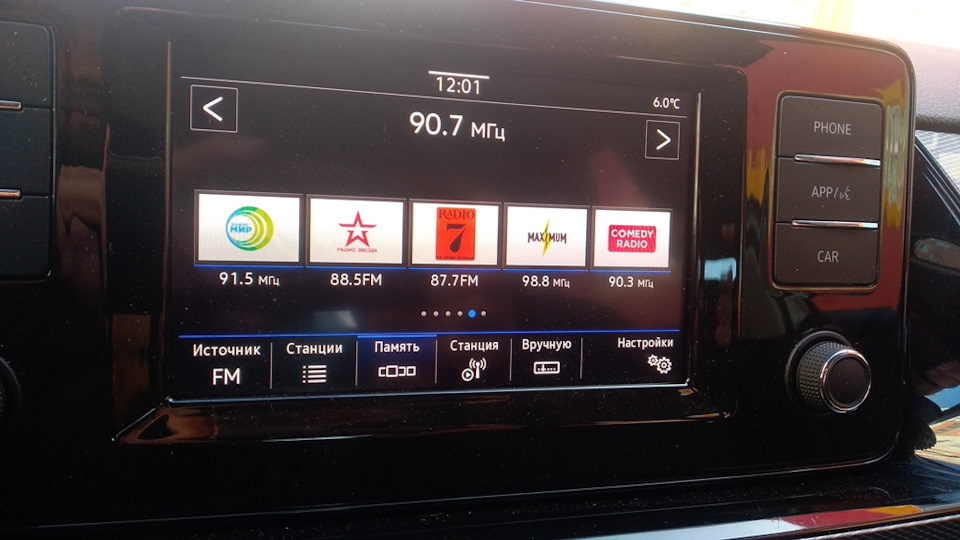 12:01
6.0°C
<
90.7 МГц
>
PHONE
APP/
CAR
МИР
РАДИО ЗВЕЗДА
RADIO
7
MAXIMUM
COMEDY
RADIO
91.5 МГц
88.5FM
87.7FM
98.8 МГц
90.3 МГц
Источник
Станции
Память
Станция
Вручную
Настройки
FM